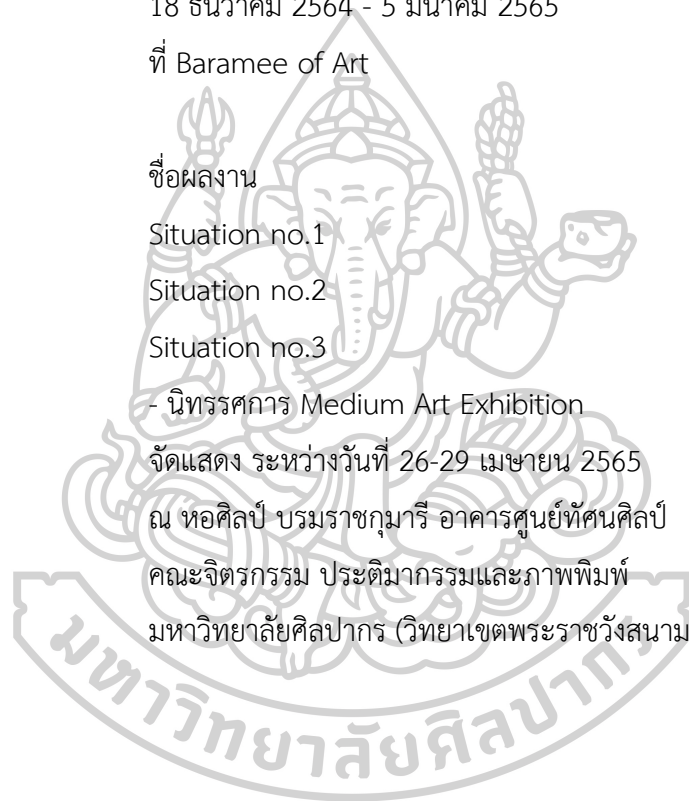 18 ธันวาคม 2564 - 5 มีนาคม 2565
ที่ Baramee of Art
ชื่อผลงาน
Situation no.1
Situation no.2
Situation no.3
- นิทรรศการ Medium Art Exhibition
จัดแสดง ระหว่างวันที่ 26-29 เมษายน 2565
ณ หอศิลป์ บรมราชกุมารี อาคารศูนย์ทัศนศิลป์
คณะจิตรกรรม ประติมากรรมและภาพพิมพ์
มหาวิทยาลัยศิลปากร (วิทยาเขตพระราชวังสนาม
มหาวิทยาลัยศิลปากร